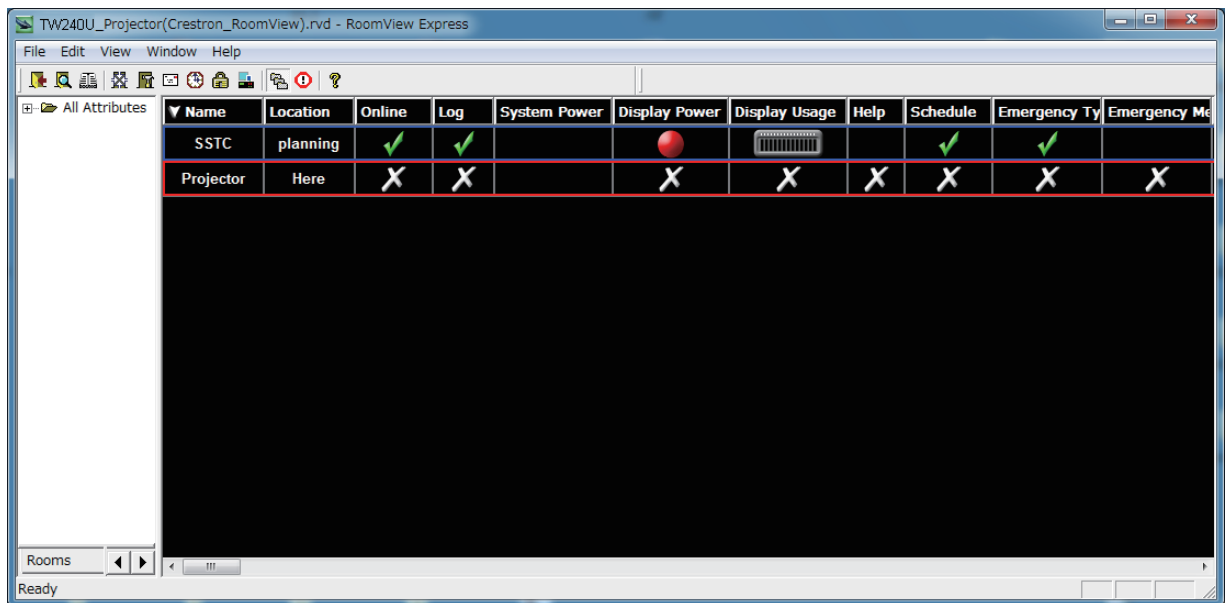 TW240U_Projector(Crestron_RoomView).rvd - RoomView Express
File Edit View Window Help
All Attributes
Name Location Online Log System Power Display Power Display Usage Help Schedule Emergency Ty Emergency Me
SSTC planning
Projector Here
Rooms
Ready